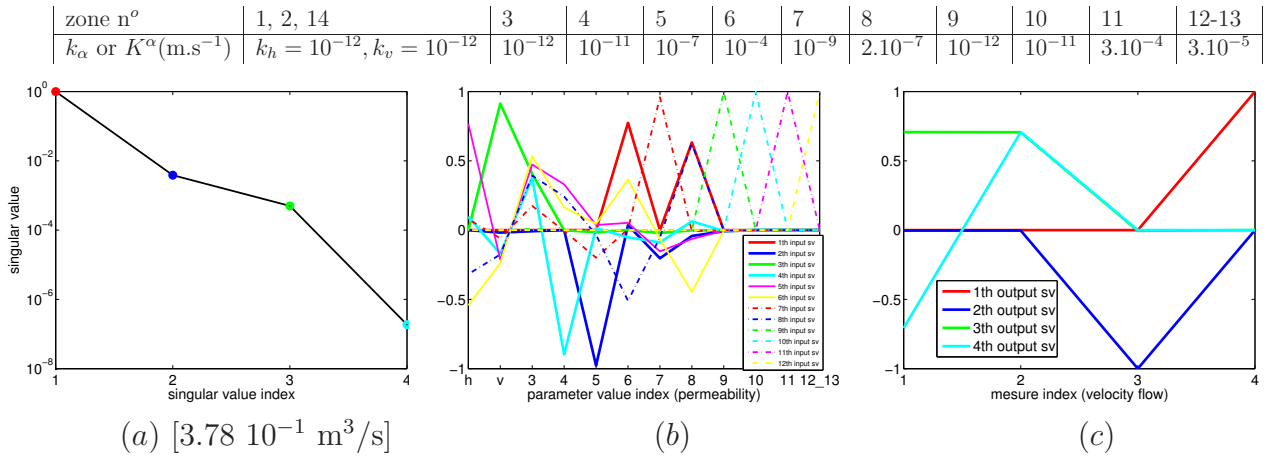 zone nᵒ | 1, 2, 14 | 3 | 4 | 5 | 6 | 7 | 8 | 9 | 10 | 11 | 12-13
k_α or K^α(m.s⁻¹) | k_h = 10⁻¹², k_v = 10⁻¹² | 10⁻¹² | 10⁻¹¹ | 10⁻⁷ | 10⁻⁴ | 10⁻⁹ | 2.10⁻⁷ | 10⁻¹² | 10⁻¹¹ | 3.10⁻⁴ | 3.10⁻⁵
10⁰
10⁻²
10⁻⁴
10⁻⁶
10⁻⁸
singular value
1 2 3 4
singular value index
(a) [3.78 10⁻¹ m³/s]
1
0.5
0
−0.5
−1
1th input sv
2th input sv
3th input sv
4th input sv
5th input sv
6th input sv
7th input sv
8th input sv
9th input sv
10th input sv
11th input sv
12th input sv
h v 3 4 5 6 7 8 9 10 11 12_13
parameter value index (permeability)
(b)
1
0.5
0
−0.5
−1
1th output sv
2th output sv
3th output sv
4th output sv
1 2 3 4
mesure index (velocity flow)
(c)